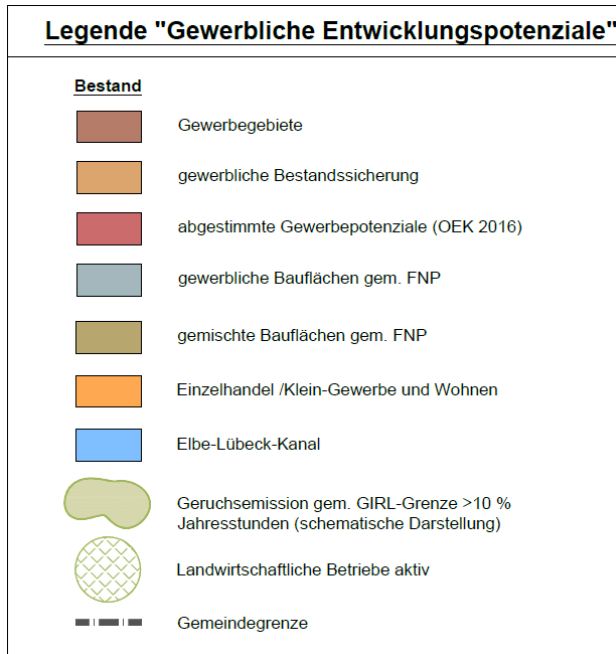 Legende "Gewerbliche Entwicklungspotenziale"
Bestand
Gewerbegebiete
gewerbliche Bestandssicherung
abgestimmte Gewerbepotenziale (OEK 2016)
gewerbliche Bauflächen gem. FNP
gemischte Bauflächen gem. FNP
Einzelhandel /Klein-Gewerbe und Wohnen
Elbe-Lübeck-Kanal
Geruchsemission gem. GIRL-Grenze >10 %
Jahresstunden (schematische Darstellung)
Landwirtschaftliche Betriebe aktiv
Gemeindegrenze